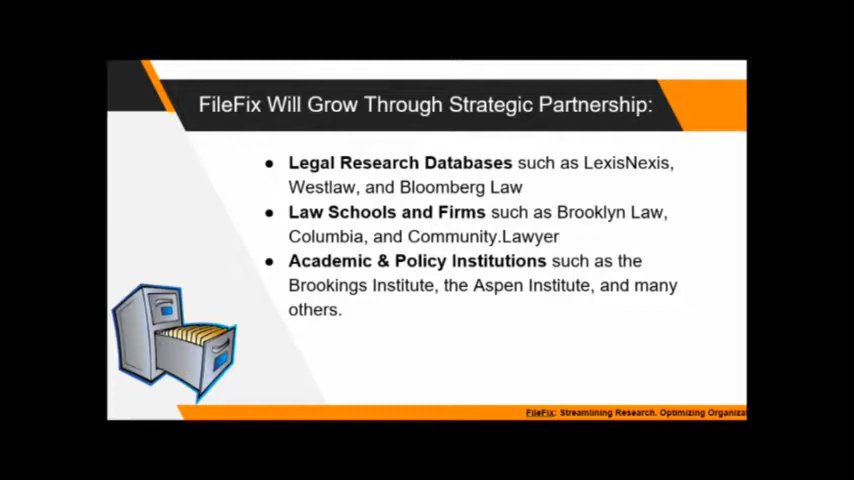 FileFix Will Grow Through Strategic Partnership:
● Legal Research Databases such as LexisNexis,
Westlaw, and Bloomberg Law
● Law Schools and Firms such as Brooklyn Law,
Columbia, and Community.Lawyer
● Academic & Policy Institutions such as the
Brookings Institute, the Aspen Institute, and many
others.
FileFix: Streamlining Research. Optimizing Organiza